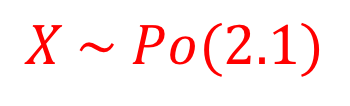 X ~ Po(2.1)